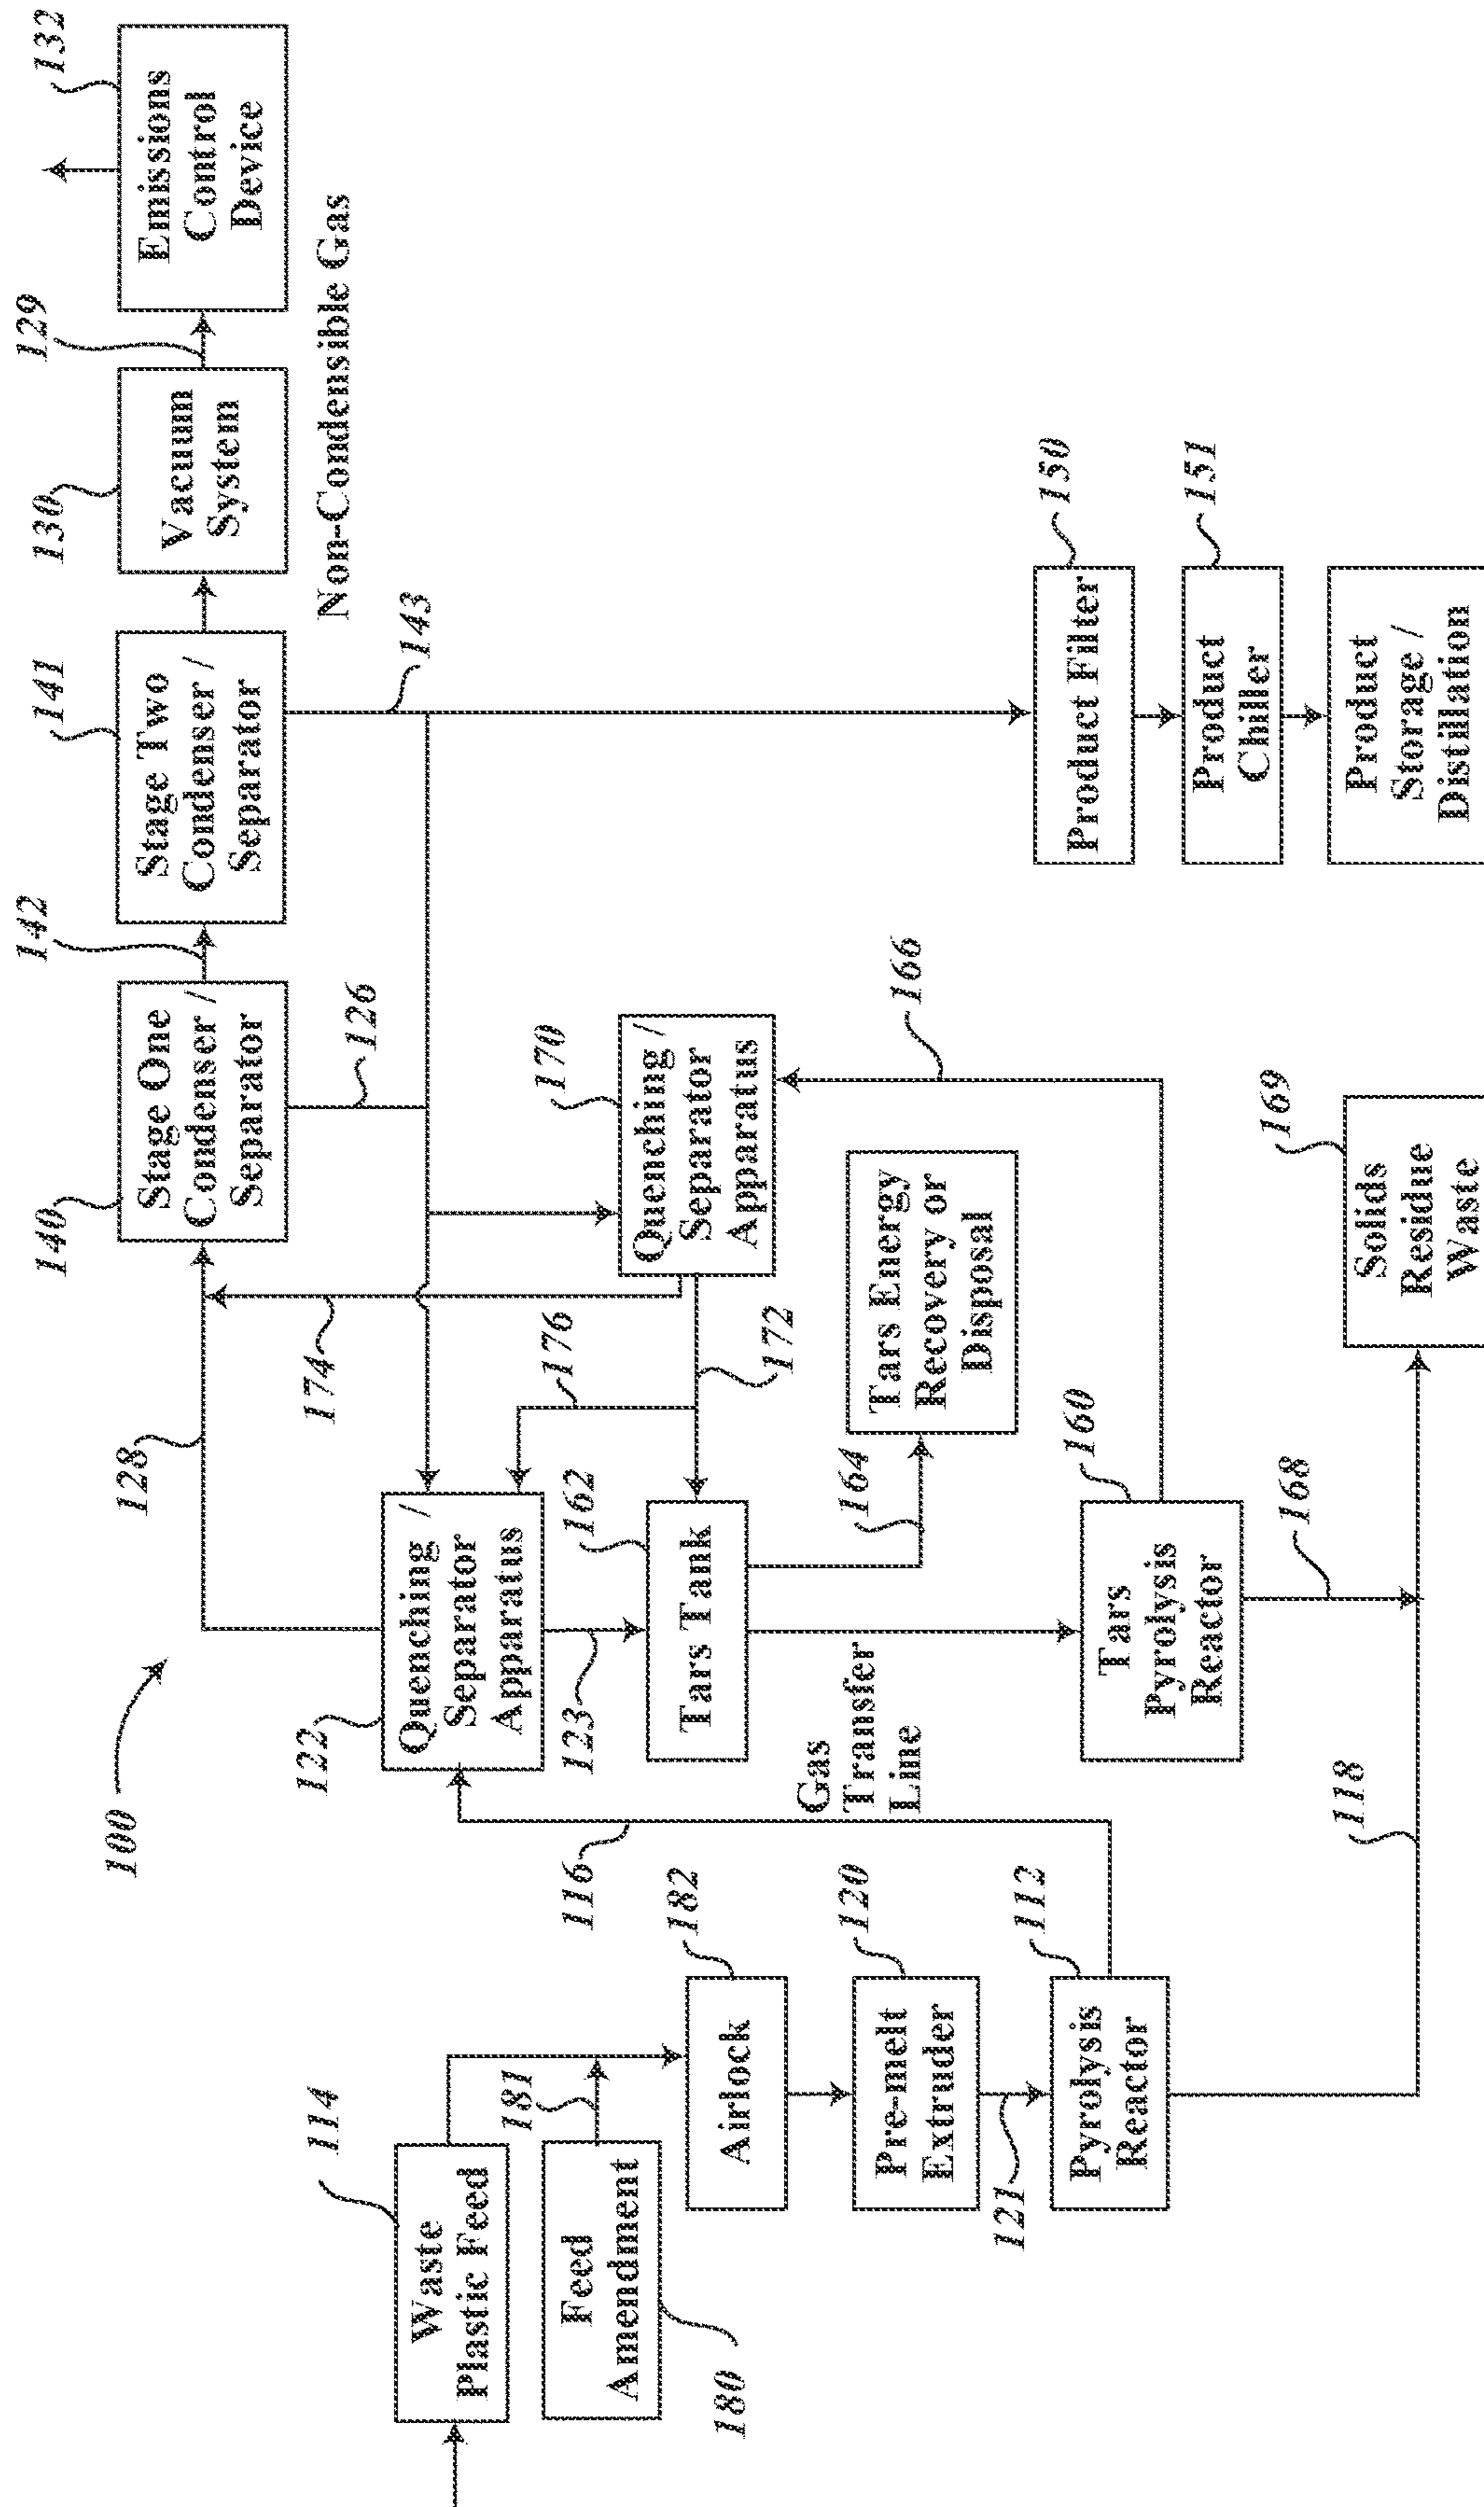 100
114
Waste
Plastic Feed
Feed
Amendment
180
181
182
Airlock
120
Pre-melt
Extruder
121
112
Pyrolysis
Reactor
116
Gas
Transfer
Line
118
122
Quenching /
Separator
Apparatus
123
162
Tars Tank
164
Tars Energy
Recovery or
Disposal
160
Tars
Pyrolysis
Reactor
168
166
169
Solids
Residue
Waste
170
Quenching /
Separator
Apparatus
172
174
176
128
140
Stage One
Condenser /
Separator
126
142
141
Stage Two
Condenser /
Separator
143
130
Vacuum
System
Non-Condensible Gas
129
132
Emissions
Control
Device
150
Product Filter
151
Product
Chiller
Product
Storage /
Distillation